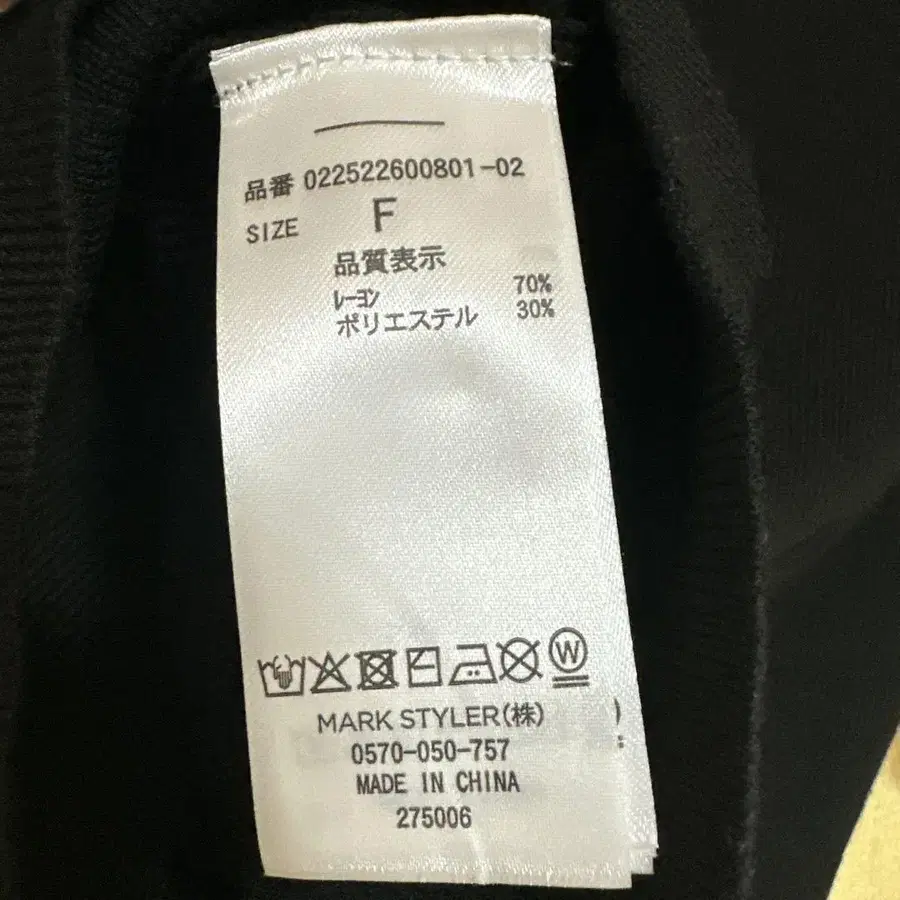 品番 022522600801-02
SIZE F
品質表示
レーヨン 70%
ポリエステル 30%
W
MARK STYLER(株)
0570-050-757
MADE IN CHINA
275006